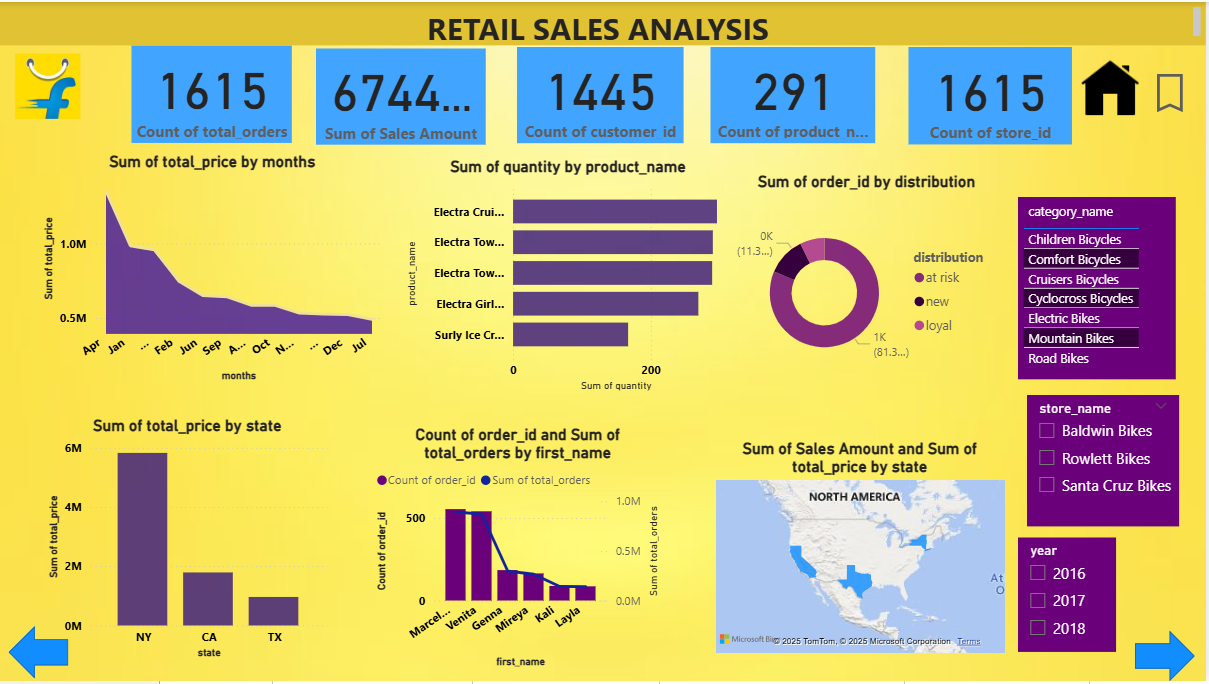 RETAIL SALES ANALYSIS
1615
Count of total_orders
6744...
Sum of Sales Amount
1445
Count of customer_id
291
Count of product_n...
1615
Count of store_id
Sum of total_price by months
Sum of total_price
1.0M
0.5M
Apr
Jan
...
Feb
Jun
Sep
A...
Oct
N...
...
Dec
Jul
months
Sum of quantity by product_name
product_name
Electra Crui...
Electra Tow...
Electra Tow...
Electra Girl...
Surly Ice Cr...
0
200
Sum of quantity
Sum of order_id by distribution
0K
(11.3...)
1K
(81.3...)
distribution
at risk
new
loyal
category_name
Children Bicycles
Comfort Bicycles
Cruisers Bicycles
Cyclocross Bicycles
Electric Bikes
Mountain Bikes
Road Bikes
Sum of total_price by state
Sum of total_price
6M
4M
2M
0M
NY
CA
TX
state
Count of order_id and Sum of
total_orders by first_name
Count of order_id
Sum of total_orders
Count of order_id
500
0
1.0M
0.5M
0.0M
Sum of total_orders
Marcel...
Venita
Genna
Mireya
Kali
Layla
first_name
Sum of Sales Amount and Sum of
total_price by state
NORTH AMERICA
At
O
Microsoft Bi
© 2025 TomTom, © 2025 Microsoft Corporation
Terms
store_name
Baldwin Bikes
Rowlett Bikes
Santa Cruz Bikes
year
2016
2017
2018